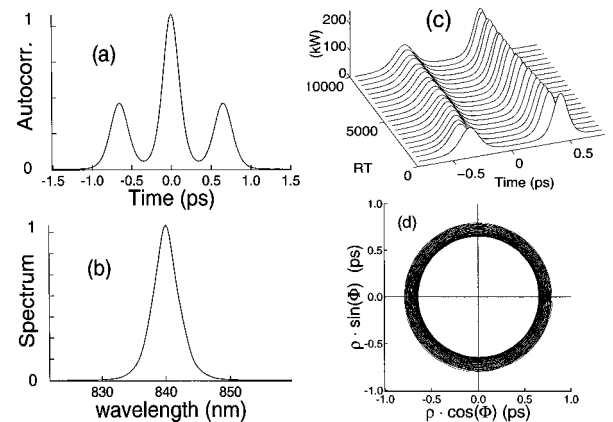 (a)
Autocorr.
1
0
-1.5 -1.0 -0.5 0.0 0.5 1.0 1.5
Time (ps)
(b)
Spectrum
1
0
830 840 850
wavelength (nm)
(c)
(kW)
200
100
0
10000
5000
RT
0
-0.5 0 0.5
Time (ps)
(d)
ρ · sin(Φ) (ps)
1.0
0.5
0.0
-0.5
-1.0
-1.0 -0.5 0.0 0.5 1.0
ρ · cos(Φ) (ps)